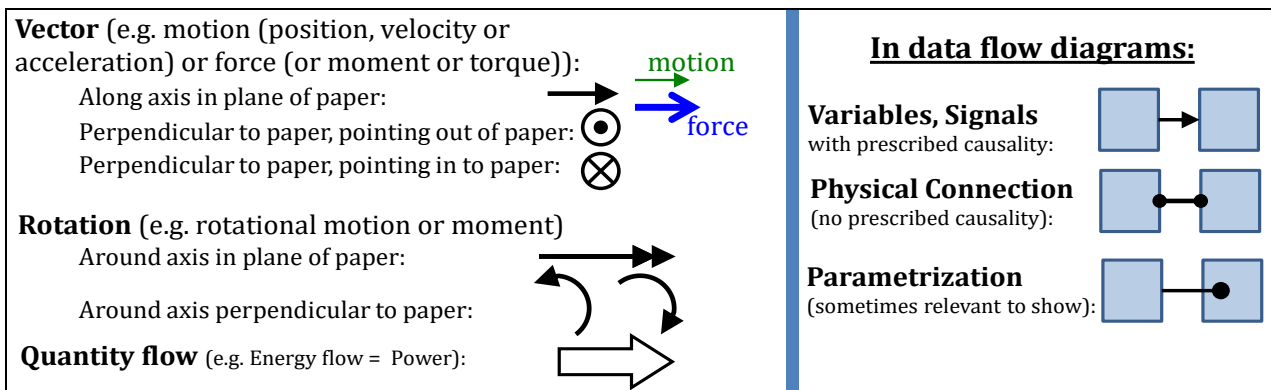 Vector (e.g. motion (position, velocity or
acceleration) or force (or moment or torque)):
motion
Along axis in plane of paper:
force
Perpendicular to paper, pointing out of paper:
Perpendicular to paper, pointing in to paper:
Rotation (e.g. rotational motion or moment)
Around axis in plane of paper:
Around axis perpendicular to paper:
Quantity flow (e.g. Energy flow = Power):
In data flow diagrams:
Variables, Signals
with prescribed causality:
Physical Connection
(no prescribed causality):
Parametrization
(sometimes relevant to show):